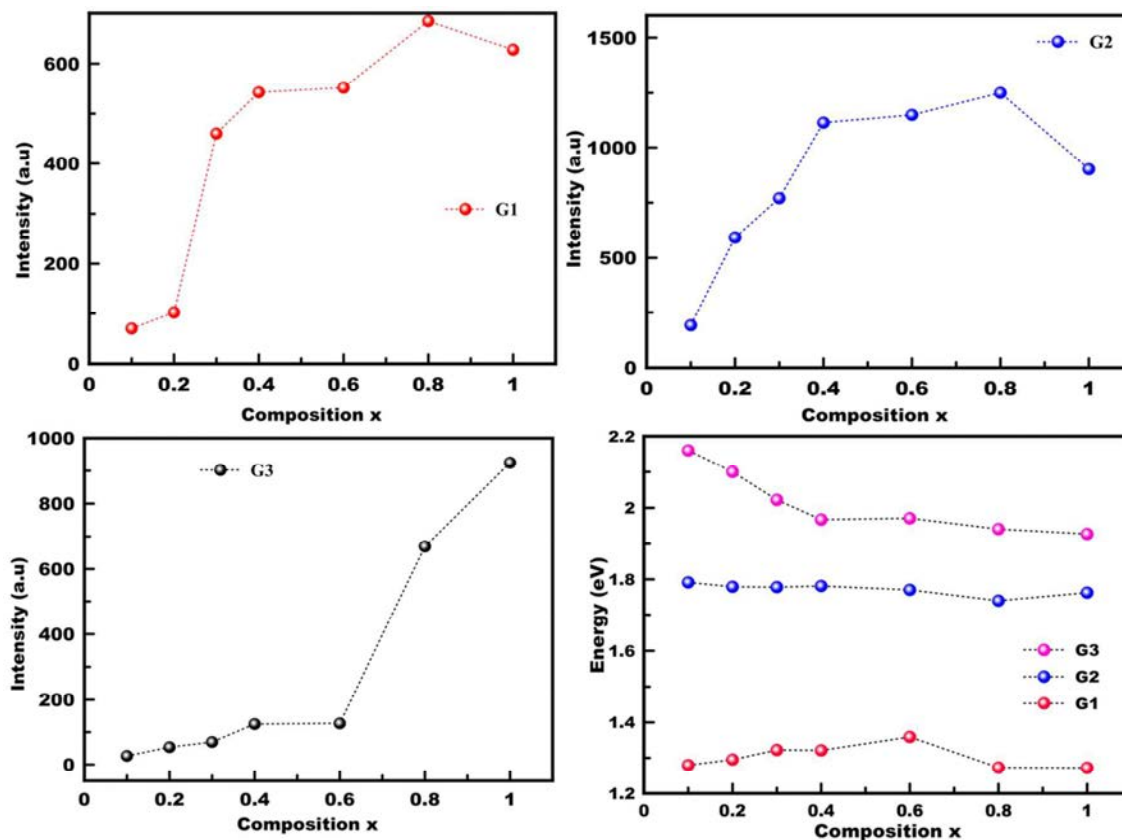 600
400
200
0
Intensity (a.u)
G1
0 0.2 0.4 0.6 0.8 1
Composition x
1500
1000
500
0
Intensity (a.u)
G2
0 0.2 0.4 0.6 0.8 1
Composition x
1000
800
600
400
200
0
Intensity (a.u)
G3
0 0.2 0.4 0.6 0.8 1
Composition x
2.2
2
1.8
1.6
1.4
1.2
Energy (eV)
G3
G2
G1
0 0.2 0.4 0.6 0.8 1
Composition x